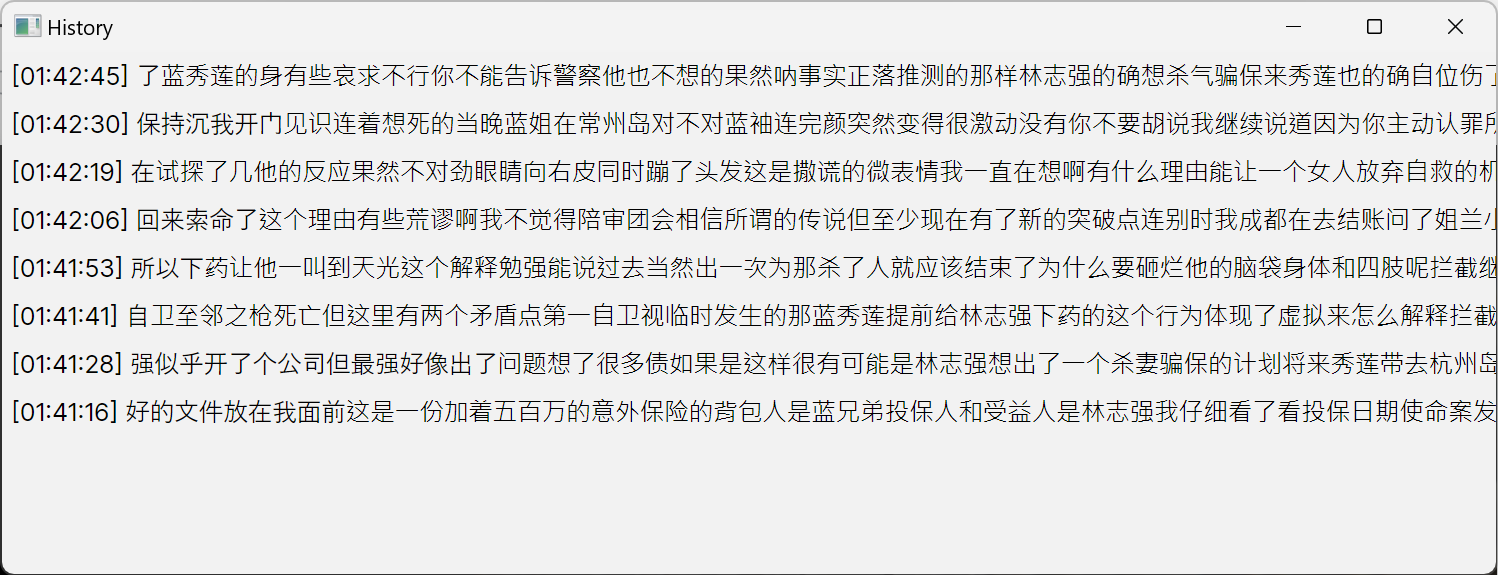 History
[01:42:45] 了蓝秀莲的身有些哀求不行你不能告诉警察他也不想的果然呐事实正落推测的那样林志强的确想杀气骗保来秀莲也的确自位伤了
[01:42:30] 保持沉我开门见识连着想死的当晚蓝姐在常州岛对不对蓝袖连完颜突然变得很激动没有你不要胡说我继续说道因为你主动认罪所
[01:42:19] 在试探了几他的反应果然不对劲眼睛向右皮同时蹦了头发这是撒谎的微表情我一直在想啊有什么理由能让一个女人放弃自救的机
[01:42:06] 回来索命了这个理由有些荒谬啊我不觉得陪审团会相信所谓的传说但至少现在有了新的突破点连别时我成都在去结账问了姐兰小
[01:41:53] 所以下药让他一叫到天光这个解释勉强能说过去当然出一次为那杀了人就应该结束了为什么要砸烂他的脑袋身体和四肢呢拦截继
[01:41:41] 自卫至邻之枪死亡但这里有两个矛盾点第一自卫视临时发生的那蓝秀莲提前给林志强下药的这个行为体现了虚拟来怎么解释拦截
[01:41:28] 强似乎开了个公司但最强好像出了问题想了很多债如果是这样很有可能是林志强想出了一个杀妻骗保的计划将来秀莲带去杭州岛
[01:41:16] 好的文件放在我面前这是一份加着五百万的意外保险的背包人是蓝兄弟投保人和受益人是林志强我仔细看了看投保日期使命案发